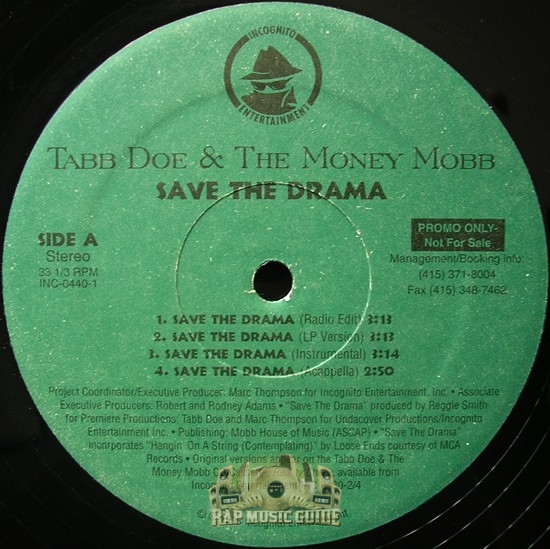 INCOGNITO
ENTERTAINMENT
TABB DOE & THE MONEY MOBB
SAVE THE DRAMA
SIDE A
Stereo
33 1/3 RPM
INC-0440-1
PROMO ONLY-
Not For Sale
Management/Booking Info:
(415) 371-8004
Fax (415) 348-7462
1. SAVE THE DRAMA (Radio Edit) 3:13
2. SAVE THE DRAMA (LP Version) 3:13
3. SAVE THE DRAMA (Instrumental) 3:14
4. SAVE THE DRAMA (Acappella) 2:50
Project Coordinator/Executive Producer: Marc Thompson for Incognito Entertainment, Inc. • Associate
Executive Producers: Robert and Rodney Adams • "Save The Drama" produced by Reggie Smith
for Premiere Productions; Tabb Doe and Marc Thompson for Undacover Productions/Incognito
Entertainment Inc. • Publishing: Mobb House of Music (ASCAP) • "Save The Drama"
incorporates "Hangin' On A String (Contemplating)" by Loose Ends courtesy of MCA
Records • Original versions appear on the Tabb Doe & The
Money Mobb available from
RAP MUSIC GUIDE